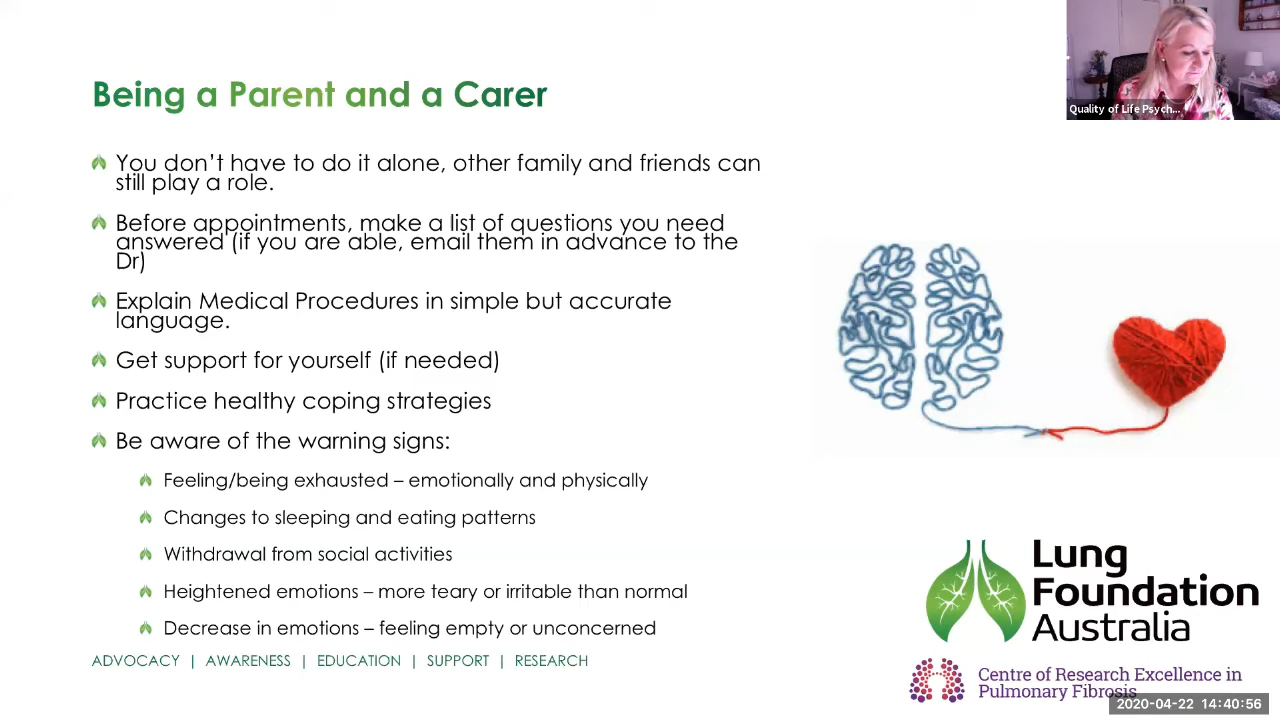 Being a Parent and a Carer
You don't have to do it alone, other family and friends can
still play a role.
Before appointments, make a list of questions you need
answered (if you are able, email them in advance to the
Dr)
Explain Medical Procedures in simple but accurate
language.
Get support for yourself (if needed)
Practice healthy coping strategies
Be aware of the warning signs:
Feeling/being exhausted – emotionally and physically
Changes to sleeping and eating patterns
Withdrawal from social activities
Heightened emotions – more teary or irritable than normal
Decrease in emotions – feeling empty or unconcerned
ADVOCACY | AWARENESS | EDUCATION | SUPPORT | RESEARCH
Quality of Life Psych...
Lung
Foundation
Australia
Centre of Research Excellence in
Pulmonary Fibrosis
2020-04-22 14:40:56